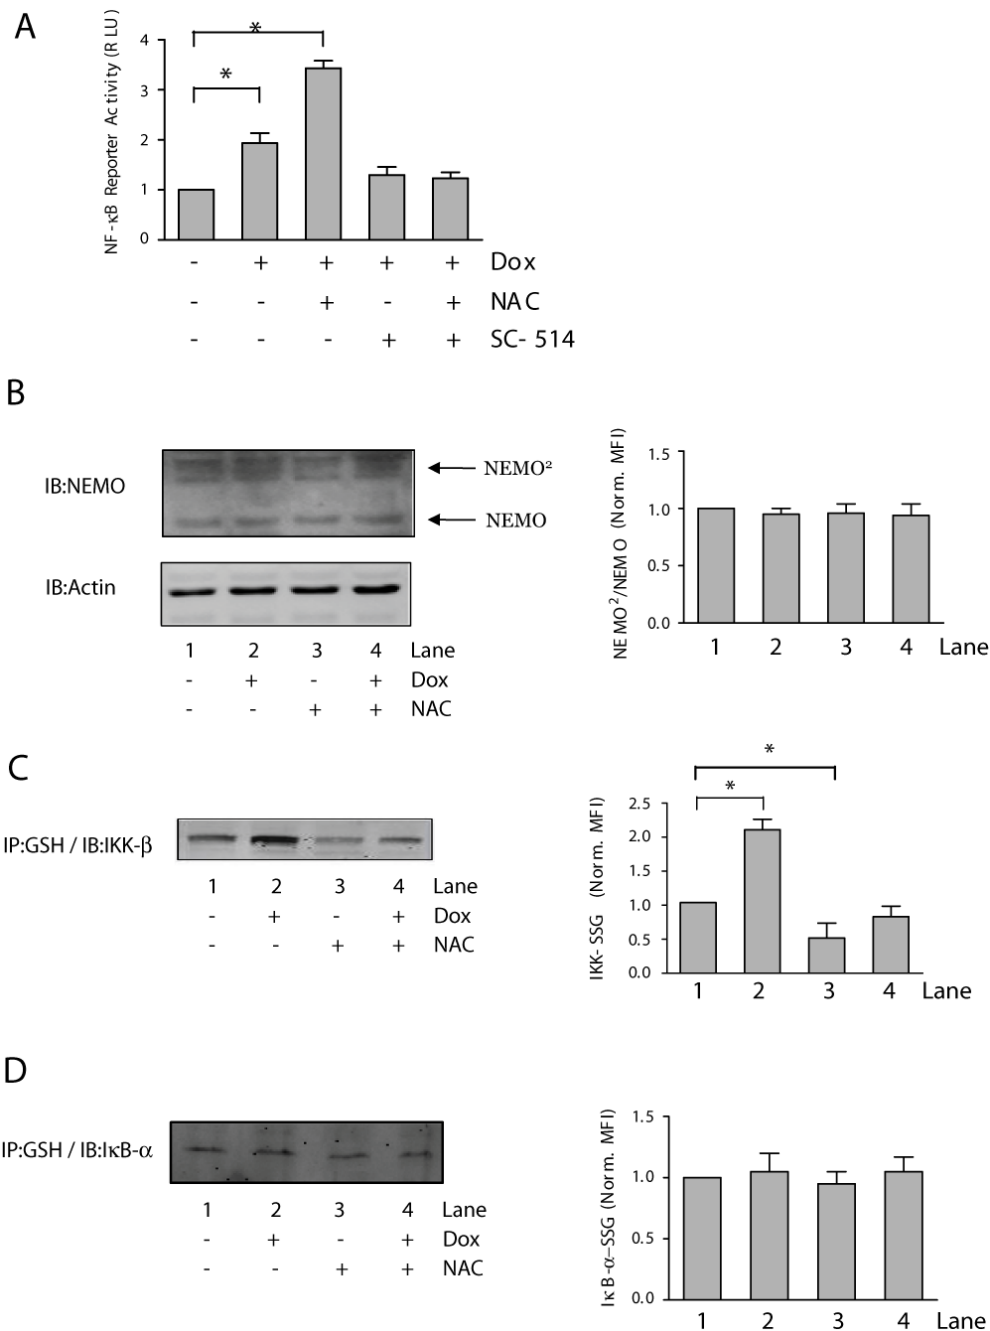 A
NF-κB Reporter Activity (RLU)
*
*
4
3
2
1
0
- + + + + Dox
- - + - + NAC
- - - + + SC- 514
B
IB:NEMO
NEMO²
NEMO
IB:Actin
1 2 3 4 Lane
- + - + Dox
- - + + NAC
NEMO²/NEMO (Norm. MFI)
1.5
1.0
0.5
0.0
1 2 3 4 Lane
C
IP:GSH / IB:IKK-β
1 2 3 4 Lane
- + - + Dox
- - + + NAC
IKK-SSG (Norm. MFI)
*
*
2.5
2.0
1.5
1.0
0.5
0.0
1 2 3 4 Lane
D
IP:GSH / IB:IκB-α
1 2 3 4 Lane
- + - + Dox
- - + + NAC
IκB-α–SSG (Norm. MFI)
1.5
1.0
0.5
0.0
1 2 3 4 Lane